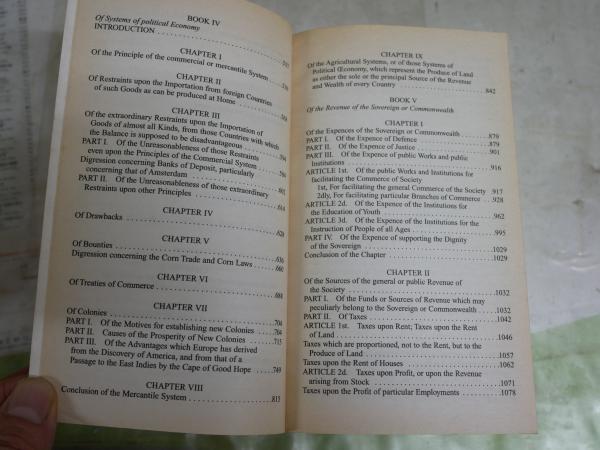 BOOK IV
Of Systems of political Economy
INTRODUCTION
CHAPTER I
Of the Principle of the commercial or mercantile System
CHAPTER II
Of Restraints upon the Importation from foreign Countries
of such Goods as can be produced at Home
CHAPTER III
Of the extraordinary Restraints upon the Importation of
Goods of almost all Kinds, from those Countries with which
the Balance is supposed to be disadvantageous
PART I. Of the Unreasonableness of those Restraints
even upon the Principles of the Commercial System
Digression concerning Banks of Deposit, particularly
concerning that of Amsterdam
PART II. Of the Unreasonableness of those extraordinary
Restraints upon other Principles
CHAPTER IV
Of Drawbacks
CHAPTER V
Of Bounties 636
Digression concerning the Corn Trade and Corn Laws 660
CHAPTER VI
Of Treaties of Commerce 688
CHAPTER VII
Of Colonies 704
PART I. Of the Motives for establishing new Colonies 704
PART II. Causes of the Prosperity of New Colonies 715
PART III. Of the Advantages which Europe has derived
from the Discovery of America, and from that of a
Passage to the East Indies by the Cape of Good Hope 749
CHAPTER VIII
Conclusion of the Mercantile System 815
CHAPTER IX
Of the Agricultural Systems, or of those Systems of
Political Œconomy, which represent the Produce of Land
as either the sole or the principal Source of the Revenue
and Wealth of every Country 842
BOOK V
Of the Revenue of the Sovereign or Commonwealth
CHAPTER I
Of the Expences of the Sovereign or Commonwealth 879
PART I. Of the Expence of Defence 879
PART II. Of the Expence of Justice 901
PART III. Of the Expence of public Works and public
Institutions 916
ARTICLE 1st. Of the public Works and Institutions for
facilitating the Commerce of Society
1st, For facilitating the general Commerce of the Society 917
2dly, For facilitating particular Branches of Commerce 928
ARTICLE 2d. Of the Expence of the Institutions for
the Education of Youth 962
ARTICLE 3d. Of the Expence of the Institutions for the
Instruction of People of all Ages 995
PART IV. Of the Expence of supporting the Dignity
of the Sovereign 1029
Conclusion of the Chapter 1029
CHAPTER II
Of the Sources of the general or public Revenue of
the Society 1032
PART I. Of the Funds or Sources of Revenue which may
peculiarly belong to the Sovereign or Commonwealth 1032
PART II. Of Taxes 1042
ARTICLE 1st. Taxes upon Rent; Taxes upon the Rent
of Land 1046
Taxes which are proportioned, not to the Rent, but to the
Produce of Land 1057
Taxes upon the Rent of Houses 1062
ARTICLE 2d. Taxes upon Profit, or upon the Revenue
arising from Stock 1071
Taxes upon the Profit of particular Employments 1078